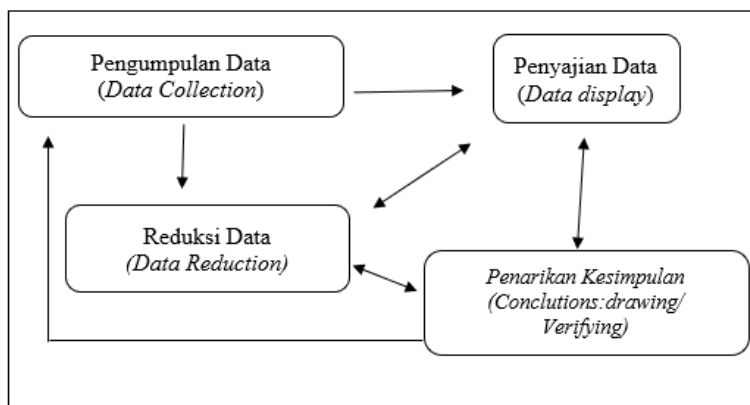 Pengumpulan Data
(Data Collection)
Penyajian Data
(Data display)
Reduksi Data
(Data Reduction)
Penarikan Kesimpulan
(Conclutions:drawing/
Verifying)